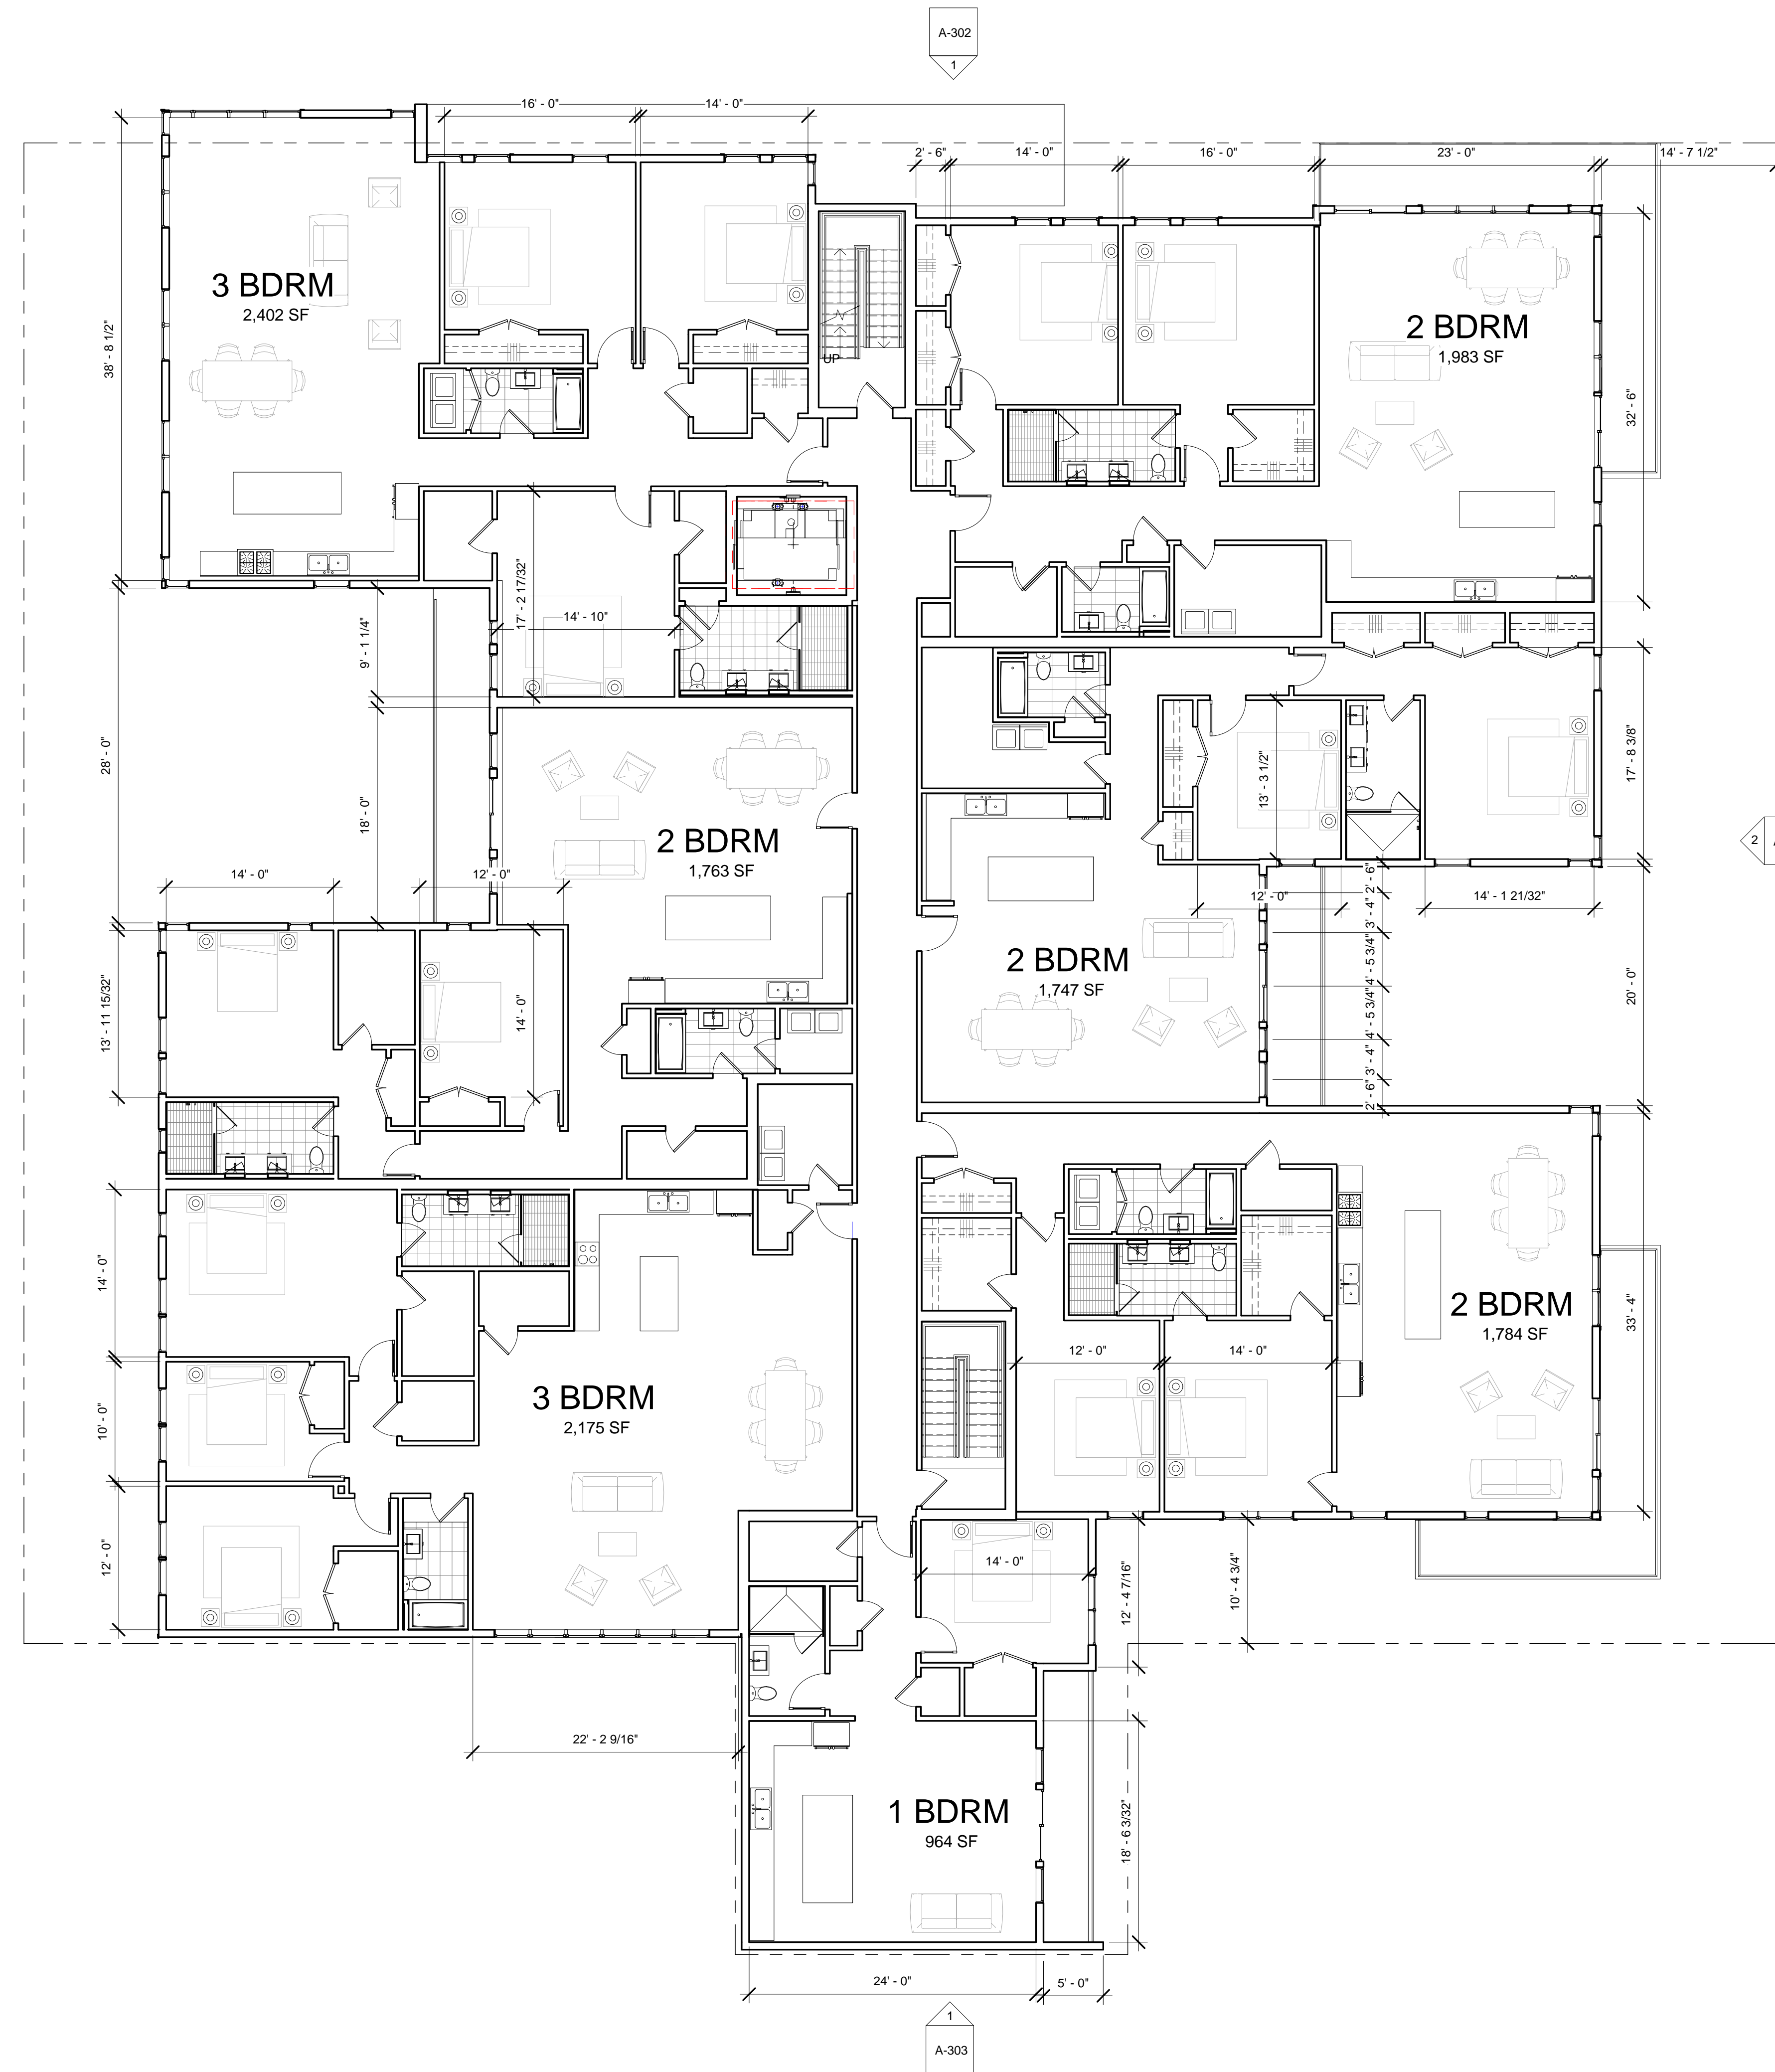 A-302
1
16' - 0"
14' - 0"
2' - 6"
14' - 0"
16' - 0"
23' - 0"
14' - 7 1/2"
3 BDRM
2,402 SF
38' - 8 1/2"
UP
2 BDRM
1,983 SF
32' - 6"
17' - 2 17/32"
14' - 10"
9' - 1 1/4"
28' - 0"
18' - 0"
2 BDRM
1,763 SF
13' - 3 1/2"
17' - 8 3/8"
2
14' - 0"
12' - 0"
12' - 0"
14' - 1 21/32"
2' - 6"
3' - 4"
4' - 5 3/4"
4' - 5 3/4"
3' - 4"
2' - 6"
2 BDRM
1,747 SF
20' - 0"
13' - 11 15/32"
14' - 0"
14' - 0"
2 BDRM
1,784 SF
33' - 4"
12' - 0"
14' - 0"
10' - 0"
3 BDRM
2,175 SF
12' - 0"
14' - 0"
12' - 4 7/16"
10' - 4 3/4"
22' - 2 9/16"
1 BDRM
964 SF
18' - 6 3/32"
24' - 0"
5' - 0"
1
A-303